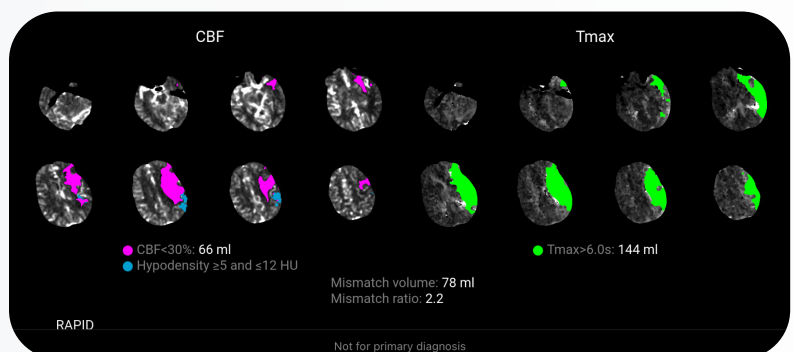 CBF
Tmax
CBF<30%: 66 ml
Hypodensity ≥5 and ≤12 HU
Tmax>6.0s: 144 ml
Mismatch volume: 78 ml
Mismatch ratio: 2.2
RAPID
Not for primary diagnosis